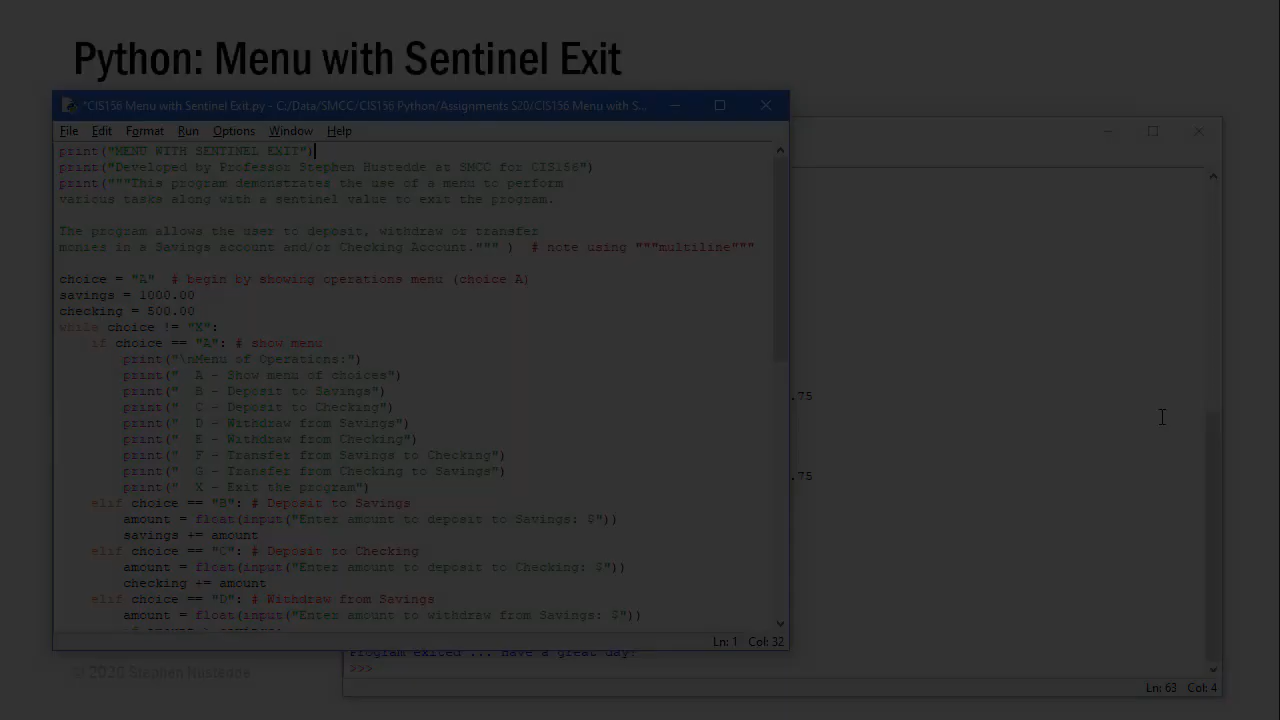 Python: Menu with Sentinel Exit
*CIS156 Menu with Sentinel Exit.py - C:/Data/SMCC/CIS156 Python/Assignments S20/CIS156 Menu with S...
File Edit Format Run Options Window Help
print("MENU WITH SENTINEL EXIT")
print("Developed by Professor Stephen Hustedde at SMCC for CIS156")
print("""This program demonstrates the use of a menu to perform
various tasks along with a sentinel value to exit the program.
The program allows the user to deposit, withdraw or transfer
monies in a Savings account and/or Checking Account.""" )  # note using """multiline"""
choice = "A"  # begin by showing operations menu (choice A)
savings = 1000.00
checking = 500.00
while choice != "X":
    if choice == "A": # show menu
        print("\nMenu of Operations:")
        print("  A - Show menu of choices")
        print("  B - Deposit to Savings")
        print("  C - Deposit to Checking")
        print("  D - Withdraw from Savings")
        print("  E - Withdraw from Checking")
        print("  F - Transfer from Savings to Checking")
        print("  G - Transfer from Checking to Savings")
        print("  X - Exit the program")
    elif choice == "B": # Deposit to Savings
        amount = float(input("Enter amount to deposit to Savings: $"))
        savings += amount
    elif choice == "C": # Deposit to Checking
        amount = float(input("Enter amount to deposit to Checking: $"))
        checking += amount
    elif choice == "D": # Withdraw from Savings
        amount = float(input("Enter amount to withdraw from Savings: $"))
Ln: 1 Col: 32
.75
.75
Program exited ... Have a great day!
>>>
Ln: 63 Col: 4
© 2020 Stephen Hustedde